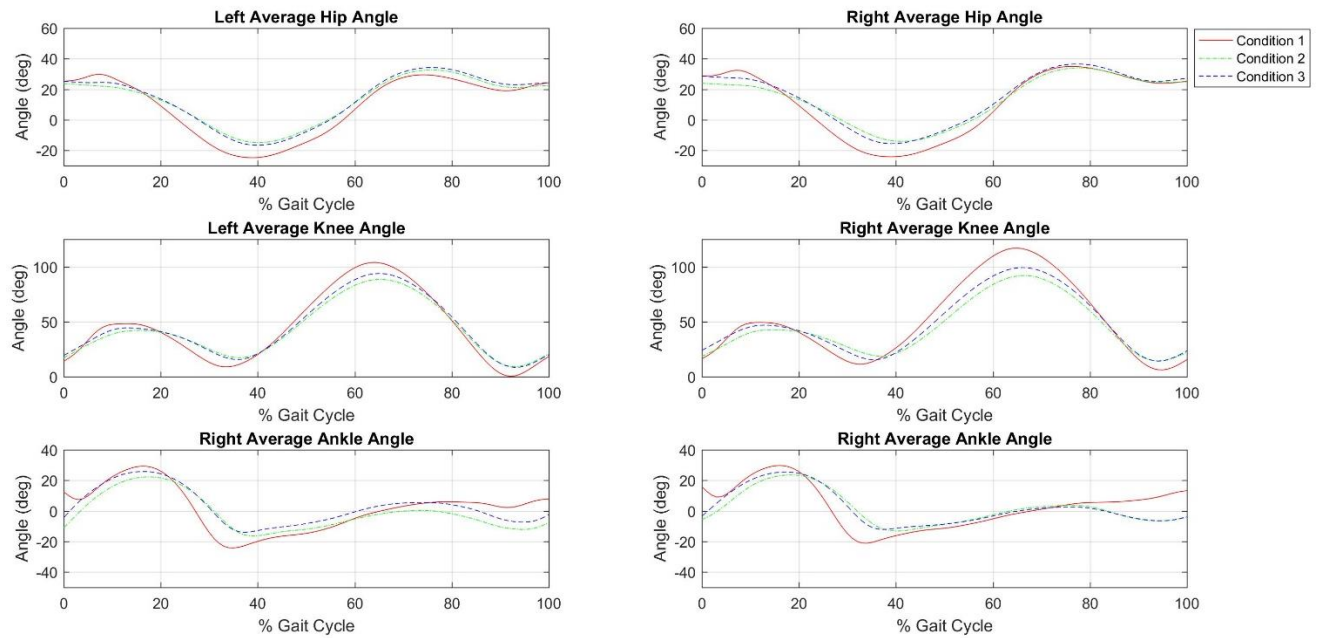 Left Average Hip Angle
60
40
20
0
-20
Angle (deg)
0 20 40 60 80 100
% Gait Cycle
Right Average Hip Angle
60
40
20
0
-20
Angle (deg)
0 20 40 60 80 100
% Gait Cycle
Condition 1
Condition 2
Condition 3
Left Average Knee Angle
100
50
0
Angle (deg)
0 20 40 60 80 100
% Gait Cycle
Right Average Knee Angle
100
50
0
Angle (deg)
0 20 40 60 80 100
% Gait Cycle
Right Average Ankle Angle
40
20
0
-20
-40
Angle (deg)
0 20 40 60 80 100
% Gait Cycle
Right Average Ankle Angle
40
20
0
-20
-40
Angle (deg)
0 20 40 60 80 100
% Gait Cycle